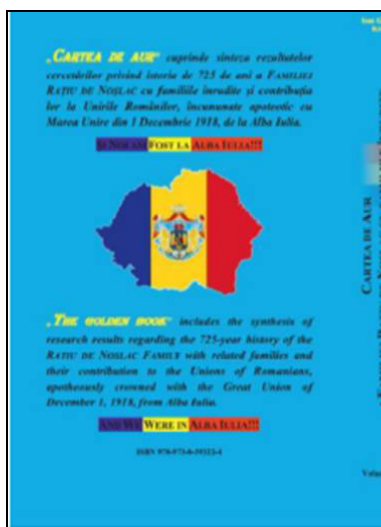 „CARTEA DE AUR” cuprinde sinteza rezultatelor
cercetărilor privind istoria de 725 de ani a FAMILIEI
RAȚIU DE NOȘLAC cu familiile înrudite și contribuția
lor la Unirile Românilor, încununate apoteotic cu
Marea Unire din 1 Decembrie 1918, de la Alba Iulia.
ȘI NOI AM FOST LA ALBA IULIA!!!
„THE GOLDEN BOOK” includes the synthesis of
research results regarding the 725-year history of the
RAȚIU DE NOȘLAC FAMILY with related families and
their contribution to the Unions of Romanians,
apotheously crowned with the Great Union of
December 1, 1918, from Alba Iulia.
AND WE WERE IN ALBA IULIA!!!
CARTEA DE AUR